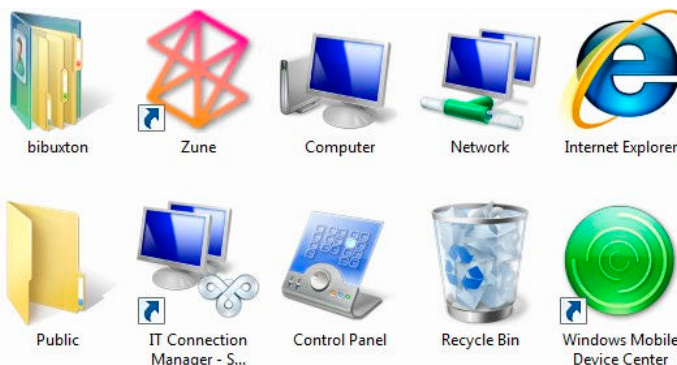 bibuxton
Zune
Computer
Network
Internet Explorer
Public
IT Connection
Manager - S...
Control Panel
Recycle Bin
Windows Mobile
Device Center